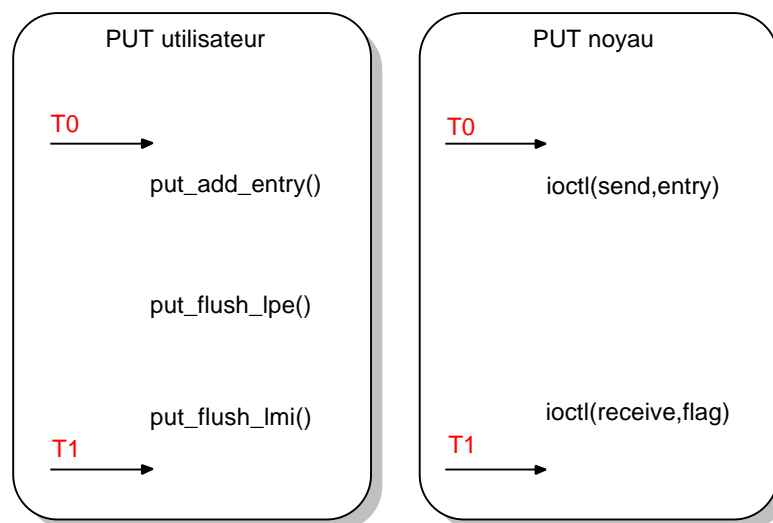 PUT utilisateur
T0
put_add_entry()
put_flush_lpe()
put_flush_lmi()
T1
PUT noyau
T0
ioctl(send,entry)
ioctl(receive,flag)
T1